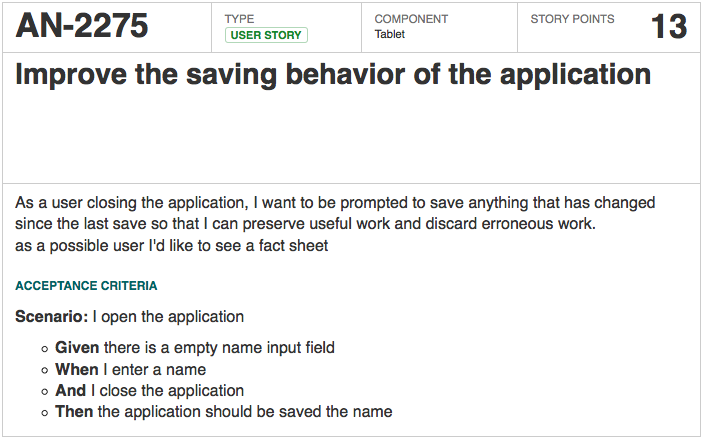 AN-2275
TYPE
USER STORY
COMPONENT
Tablet
STORY POINTS
13
Improve the saving behavior of the application
As a user closing the application, I want to be prompted to save anything that has changed
since the last save so that I can preserve useful work and discard erroneous work.
as a possible user I'd like to see a fact sheet
ACCEPTANCE CRITERIA
Scenario: I open the application
Given there is a empty name input field
When I enter a name
And I close the application
Then the application should be saved the name